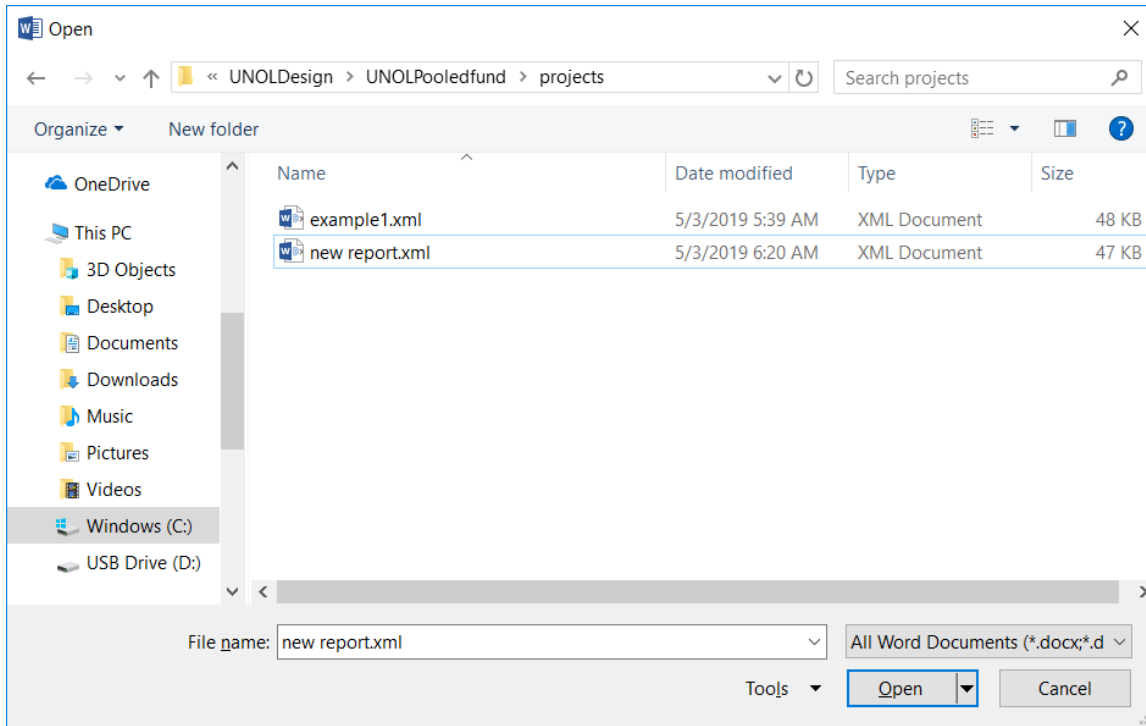 Open
« UNOLDesign > UNOLPooledfund > projects
Search projects
Organize
New folder
Name
Date modified
Type
Size
OneDrive
This PC
3D Objects
Desktop
Documents
Downloads
Music
Pictures
Videos
Windows (C:)
USB Drive (D:)
example1.xml 5/3/2019 5:39 AM XML Document 48 KB
new report.xml 5/3/2019 6:20 AM XML Document 47 KB
File name: new report.xml
All Word Documents (*.docx;*.d
Tools
Open
Cancel